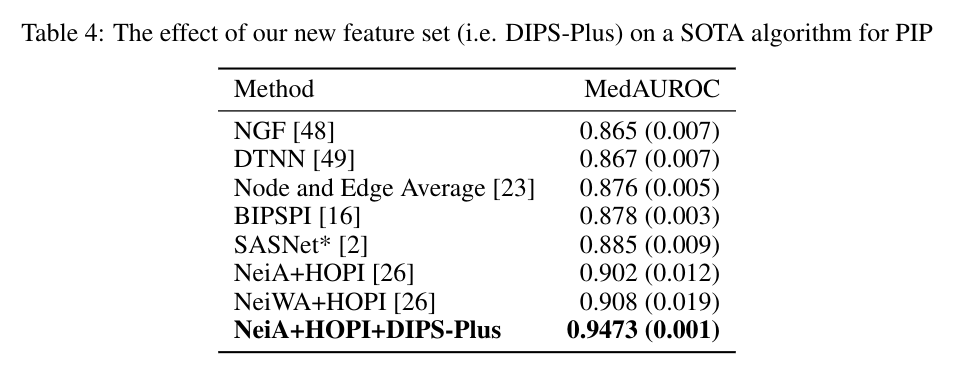 Table 4: The effect of our new feature set (i.e. DIPS-Plus) on a SOTA algorithm for PIP
Method MedAUROC
NGF [48] 0.865 (0.007)
DTNN [49] 0.867 (0.007)
Node and Edge Average [23] 0.876 (0.005)
BIPSPI [16] 0.878 (0.003)
SASNet* [2] 0.885 (0.009)
NeiA+HOPI [26] 0.902 (0.012)
NeiWA+HOPI [26] 0.908 (0.019)
NeiA+HOPI+DIPS-Plus 0.9473 (0.001)